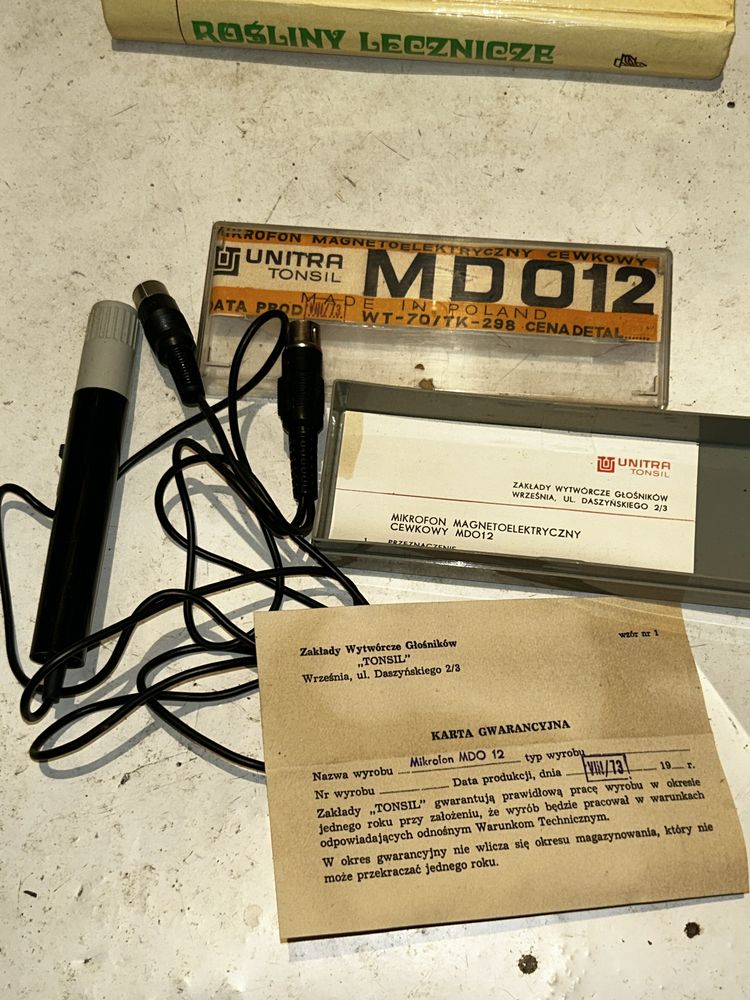 ROŚLINY LECZNICZE
MIKROFON MAGNETOELEKTRYCZNY CEWKOWY
UNITRA
TONSIL
MDO12
MADE IN POLAND
DATA PROD. VIII/73
WT-70/TK-298 CENA DETAL.......
UNITRA
TONSIL
ZAKŁADY WYTWÓRCZE GŁOŚNIKÓW
WRZEŚNIA, UL. DASZYŃSKIEGO 2/3
MIKROFON MAGNETOELEKTRYCZNY
CEWKOWY MDO12
1. PRZEZNACZENIE
Zakłady Wytwórcze Głośników
„TONSIL"
Września, ul. Daszyńskiego 2/3
wzór nr 1
KARTA GWARANCYJNA
Nazwa wyrobu Mikrofon MDO 12 typ wyrobu
Nr wyrobu Data produkcji, dnia VIII/73 19 r.
Zakłady „TONSIL" gwarantują prawidłową pracę wyrobu w okresie
jednego roku przy założeniu, że wyrób będzie pracował w warunkach
odpowiadających odnośnym Warunkom Technicznym.
W okres gwarancyjny nie wlicza się okresu magazynowania, który nie
może przekraczać jednego roku.